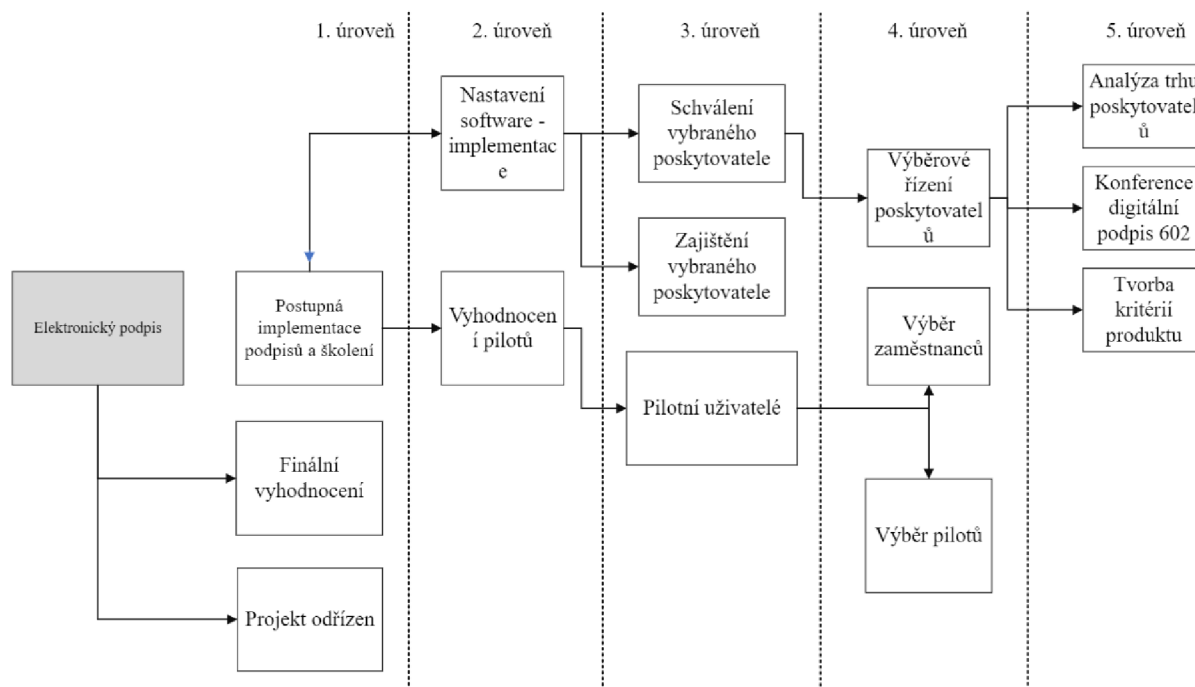 1. úroveň
2. úroveň
3. úroveň
4. úroveň
5. úroveň
Elektronický podpis
Postupná
implementace
podpisů a školení
Finální
vyhodnocení
Projekt odřízen
Nastavení
software -
implementac
e
Vyhodnocen
í pilotů
Schválení
vybraného
poskytovatele
Zajištění
vybraného
poskytovatele
Pilotní uživatelé
Výběrové
řízení
poskytovatel
ů
Výběr
zaměstnanců
Výběr pilotů
Analýza trhu
poskytovatel
ů
Konference
digitální
podpis 602
Tvorba
kritérií
produktu